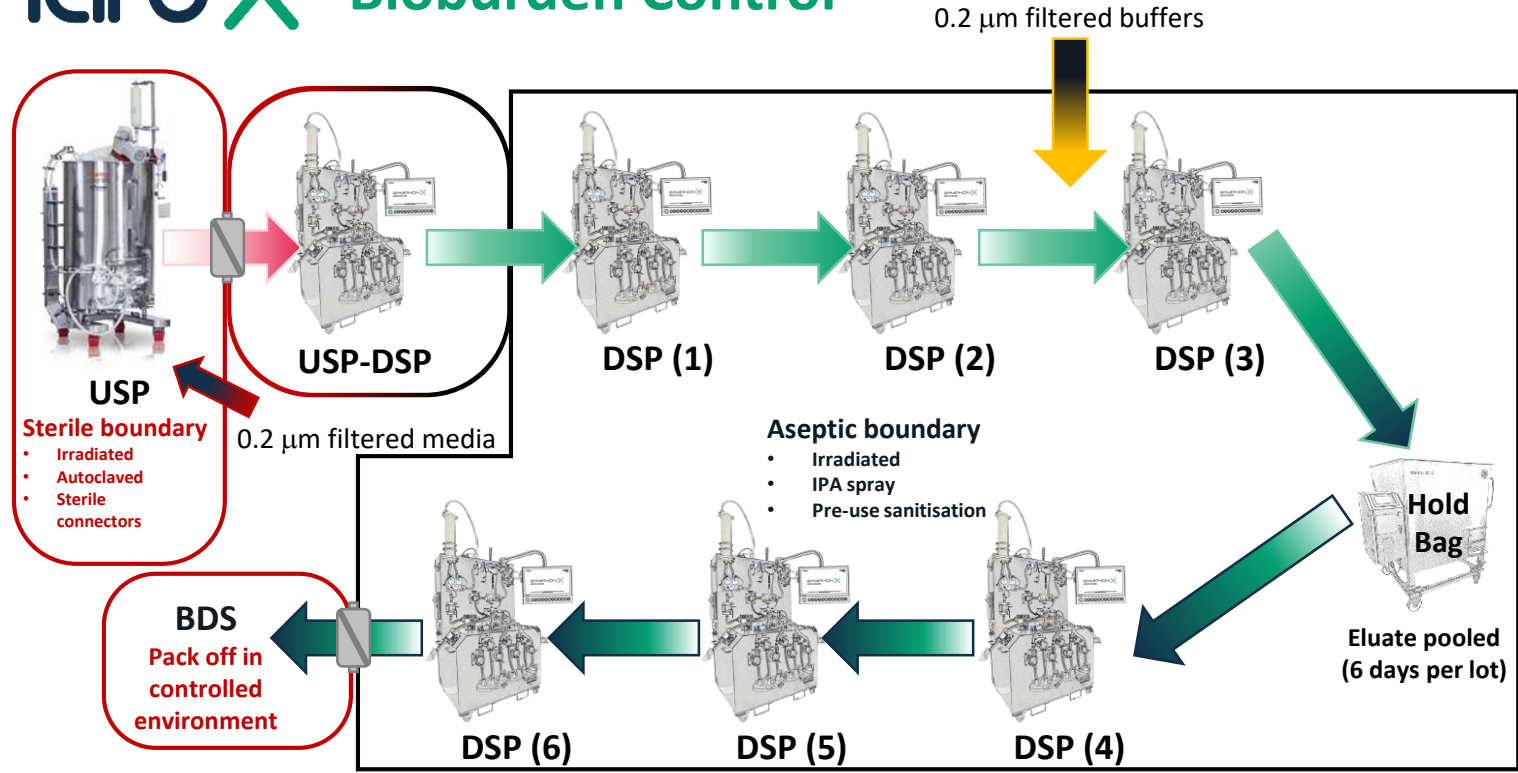 Bioburden Control
0.2 μm filtered buffers
USP
Sterile boundary
• Irradiated
• Autoclaved
• Sterile
connectors
0.2 μm filtered media
USP-DSP
DSP (1)
DSP (2)
DSP (3)
Aseptic boundary
• Irradiated
• IPA spray
• Pre-use sanitisation
Hold
Bag
Eluate pooled
(6 days per lot)
DSP (4)
DSP (5)
DSP (6)
BDS
Pack off in
controlled
environment